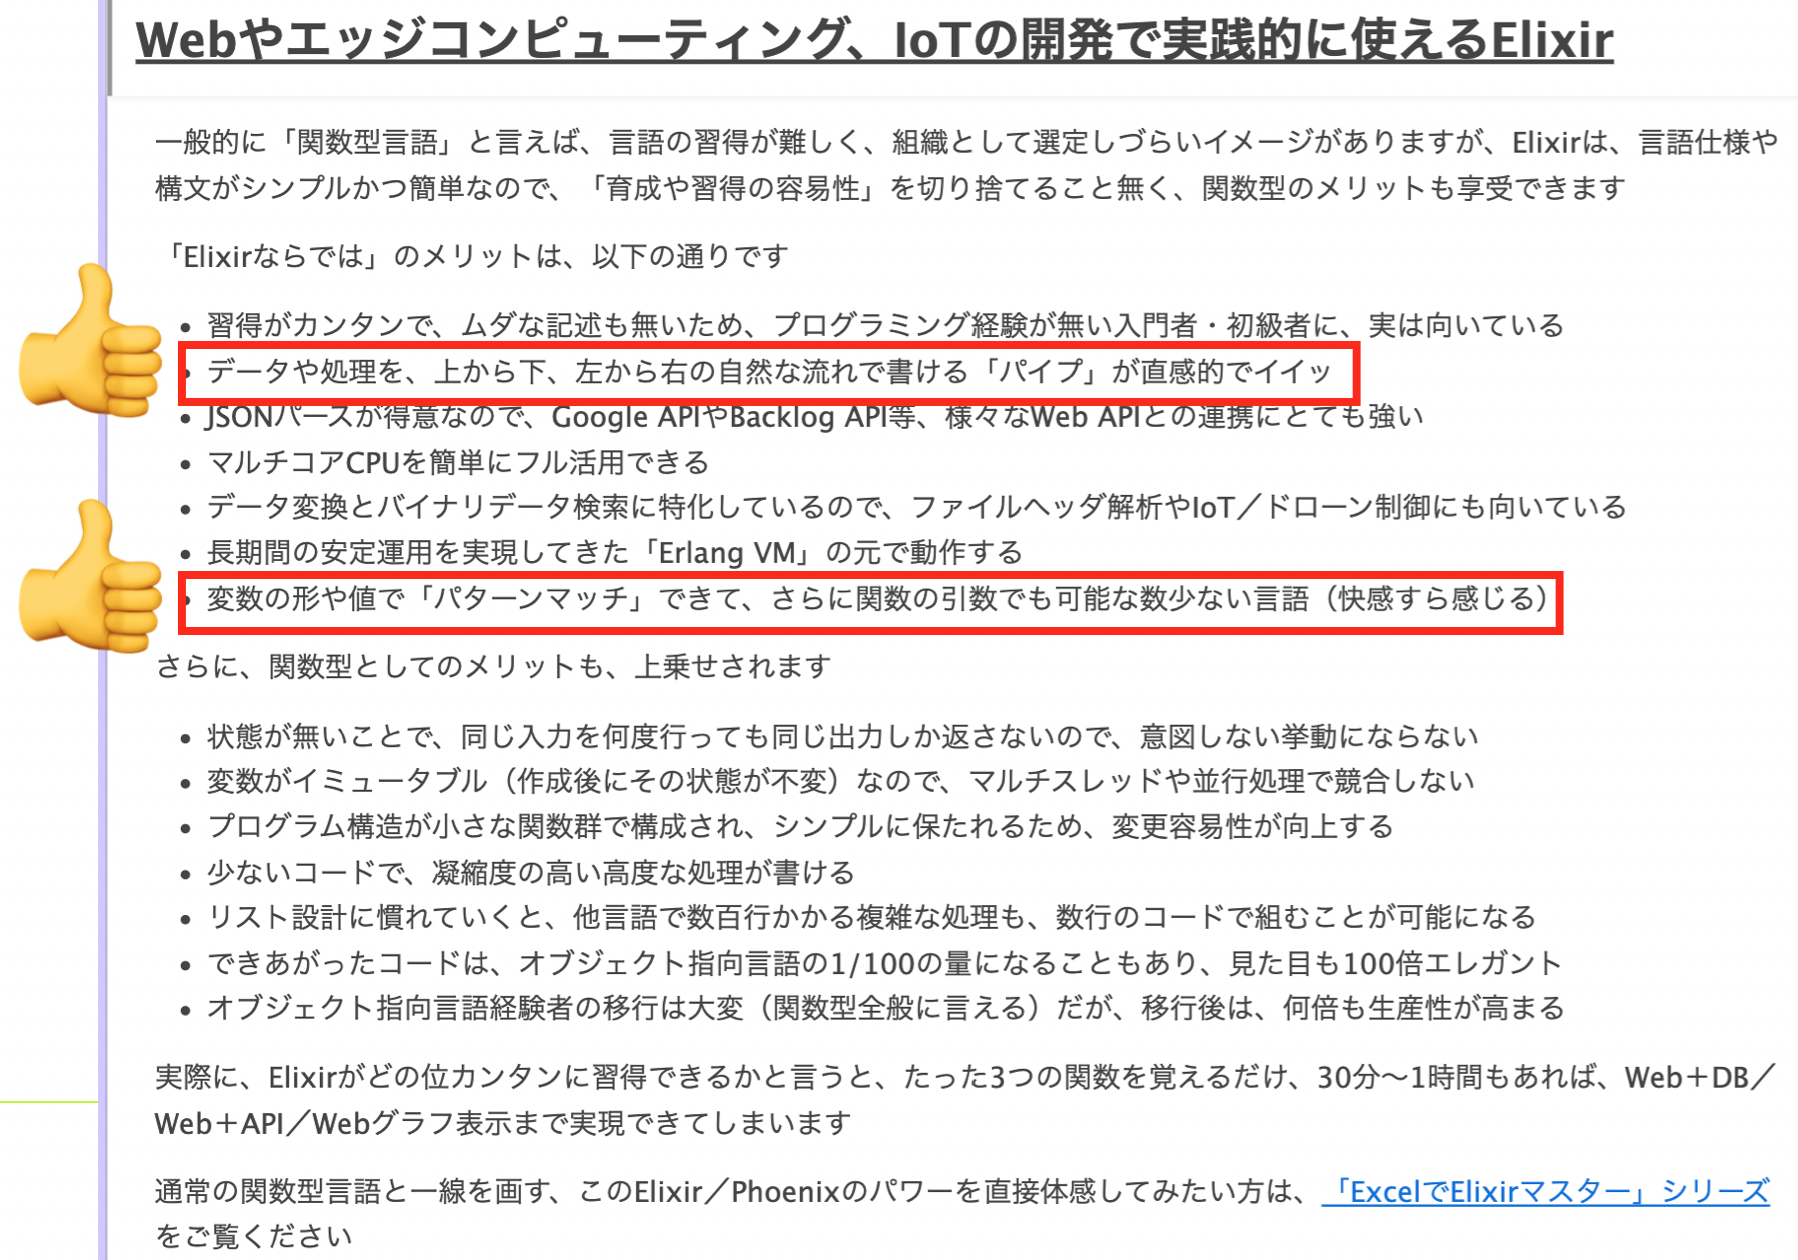 Webやエッジコンピューティング、IoTの開発で実践的に使えるElixir
一般的に「関数型言語」と言えば、言語の習得が難しく、組織として選定しづらいイメージがありますが、Elixirは、言語仕様や
構文がシンプルかつ簡単なので、「育成や習得の容易性」を切り捨てること無く、関数型のメリットも享受できます
「Elixirならでは」のメリットは、以下の通りです
• 習得がカンタンで、ムダな記述も無いため、プログラミング経験が無い入門者・初級者に、実は向いている
• データや処理を、上から下、左から右の自然な流れで書ける「パイプ」が直感的でイイッ
• JSONパースが得意なので、Google APIやBacklog API等、様々なWeb APIとの連携にとても強い
• マルチコアCPUを簡単にフル活用できる
• データ変換とバイナリデータ検索に特化しているので、ファイルヘッダ解析やIoT／ドローン制御にも向いている
• 長期間の安定運用を実現してきた「Erlang VM」の元で動作する
• 変数の形や値で「パターンマッチ」できて、さらに関数の引数でも可能な数少ない言語（快感すら感じる）
さらに、関数型としてのメリットも、上乗せされます
• 状態が無いことで、同じ入力を何度行っても同じ出力しか返さないので、意図しない挙動にならない
• 変数がイミュータブル（作成後にその状態が不変）なので、マルチスレッドや並行処理で競合しない
• プログラム構造が小さな関数群で構成され、シンプルに保たれるため、変更容易性が向上する
• 少ないコードで、凝縮度の高い高度な処理が書ける
• リスト設計に慣れていくと、他言語で数百行かかる複雑な処理も、数行のコードで組むことが可能になる
• できあがったコードは、オブジェクト指向言語の1/100の量になることもあり、見た目も100倍エレガント
• オブジェクト指向言語経験者の移行は大変（関数型全般に言える）だが、移行後は、何倍も生産性が高まる
実際に、Elixirがどの位カンタンに習得できるかと言うと、たった3つの関数を覚えるだけ、30分〜1時間もあれば、Web＋DB／
Web＋API／Webグラフ表示まで実現できてしまいます
通常の関数型言語と一線を画す、このElixir／Phoenixのパワーを直接体感してみたい方は、「ExcelでElixirマスター」シリーズ
をご覧ください